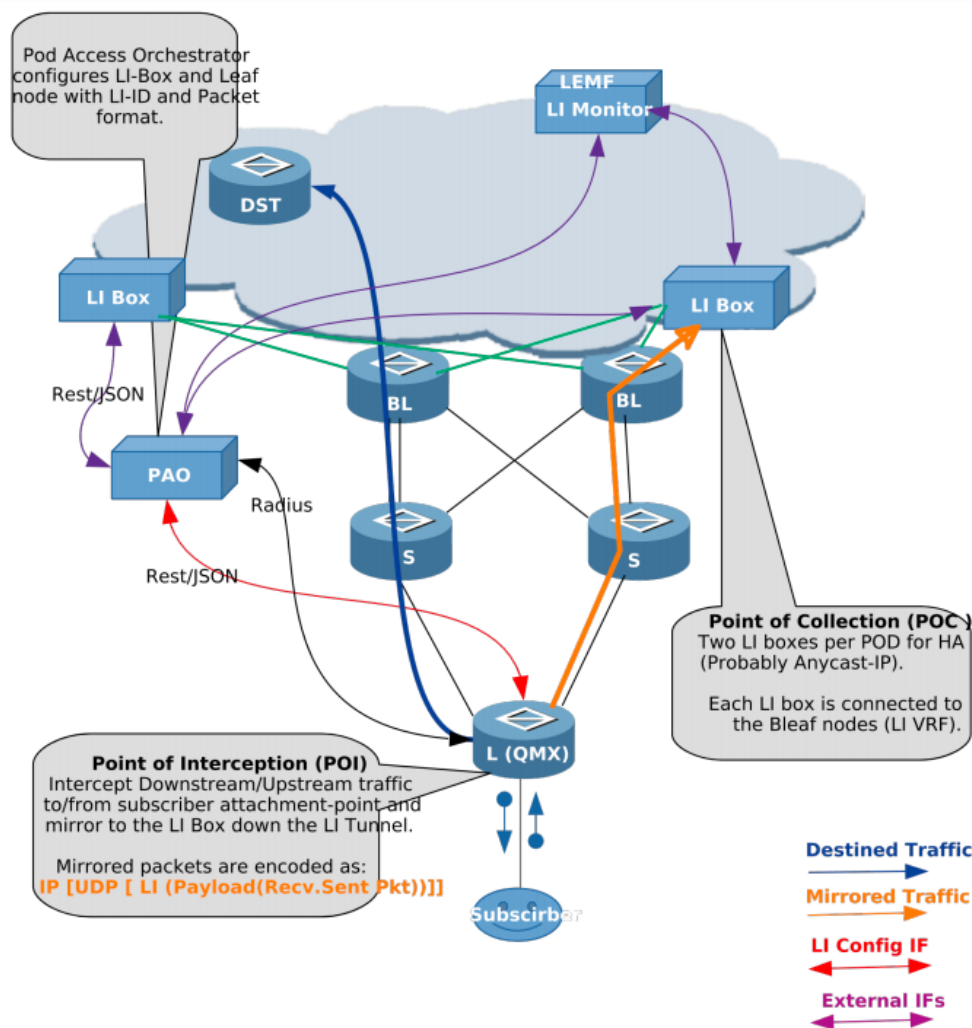 Pod Access Orchestrator
configures LI-Box and Leaf
node with LI-ID and Packet
format.
LEMF
LI Monitor
DST
LI Box
LI Box
Rest/JSON
BL
BL
PAO
Radius
S
S
Rest/JSON
Point of Collection (POC )
Two LI boxes per POD for HA
(Probably Anycast-IP).
Each LI box is connected to
the Bleaf nodes (LI VRF).
L (QMX)
Point of Interception (POI)
Intercept Downstream/Upstream traffic
to/from subscriber attachment-point and
mirror to the LI Box down the LI Tunnel.
Mirrored packets are encoded as:
IP [UDP [ LI (Payload(Recv.Sent Pkt))]]
Subscirber
Destined Traffic
Mirrored Traffic
LI Config IF
External IFs